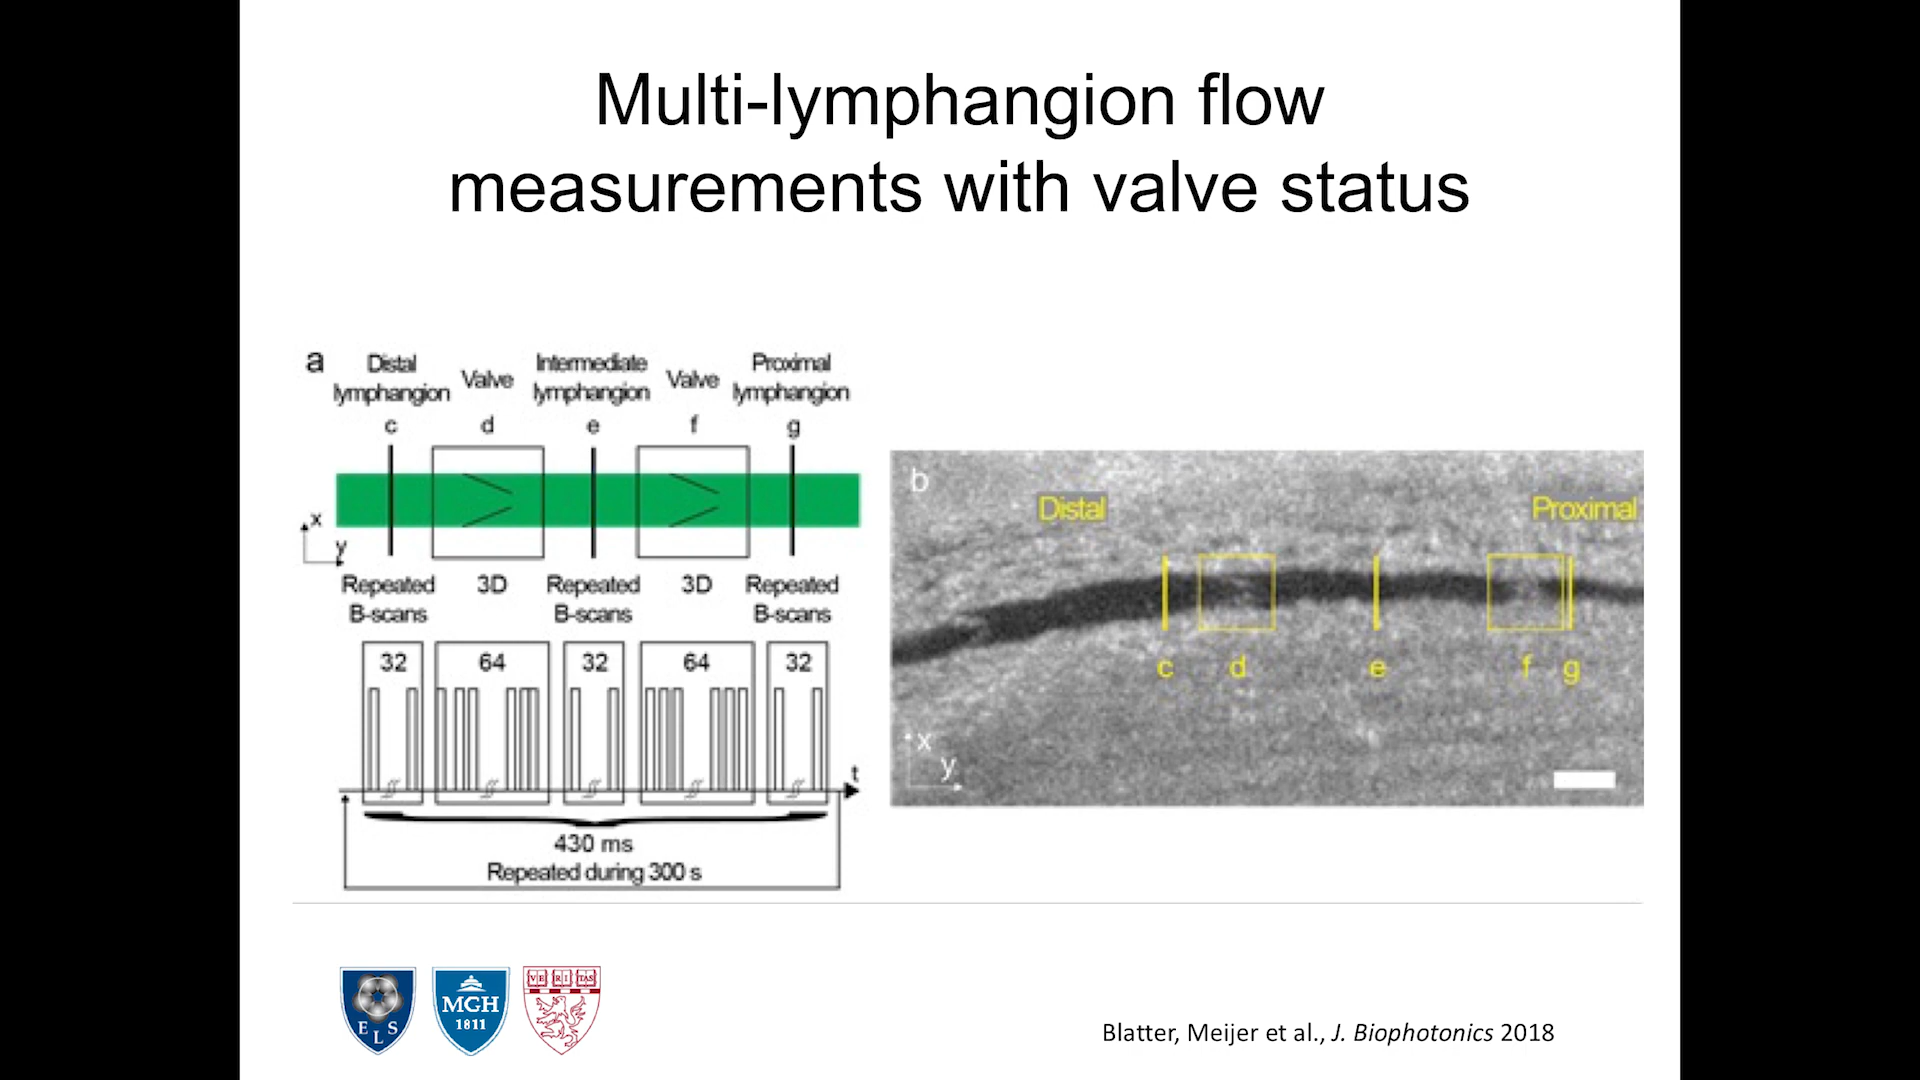 Multi-lymphangion flow
measurements with valve status
a
Distal lymphangion
Valve
Intermediate lymphangion
Valve
Proximal lymphangion
c d e f g
x
y
Repeated B-scans
3D
Repeated B-scans
3D
Repeated B-scans
32 64 32 64 32
t
430 ms
Repeated during 300 s
b
Distal
Proximal
c d e f g
x
y
E L S
MGH
1811
VE RI TAS
Blatter, Meijer et al., J. Biophotonics 2018